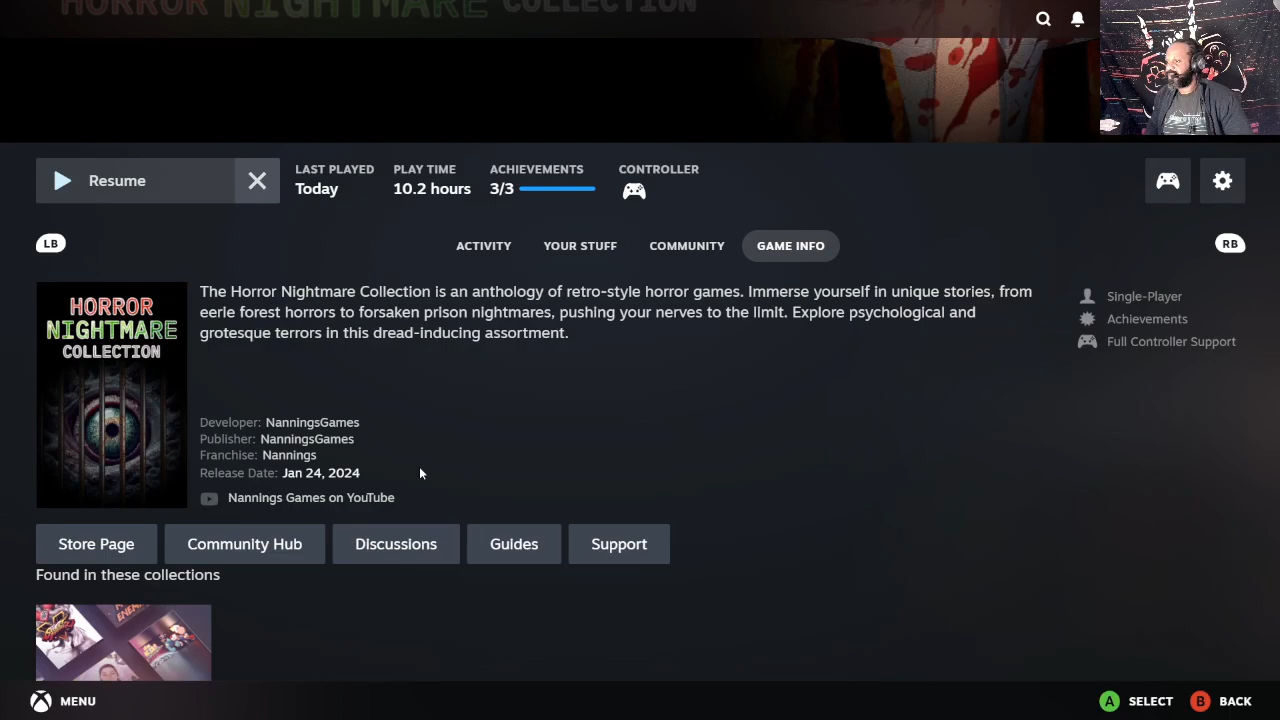 HORROR NIGHTMARE COLLECTION
Resume
LAST PLAYED
Today
PLAY TIME
10.2 hours
ACHIEVEMENTS
3/3
CONTROLLER
LB
ACTIVITY
YOUR STUFF
COMMUNITY
GAME INFO
RB
HORROR
NIGHTMARE
COLLECTION
The Horror Nightmare Collection is an anthology of retro-style horror games. Immerse yourself in unique stories, from
eerie forest horrors to forsaken prison nightmares, pushing your nerves to the limit. Explore psychological and
grotesque terrors in this dread-inducing assortment.
Single-Player
Achievements
Full Controller Support
Developer: NanningsGames
Publisher: NanningsGames
Franchise: Nannings
Release Date: Jan 24, 2024
Nannings Games on YouTube
Store Page
Community Hub
Discussions
Guides
Support
Found in these collections
MENU
A SELECT
B BACK